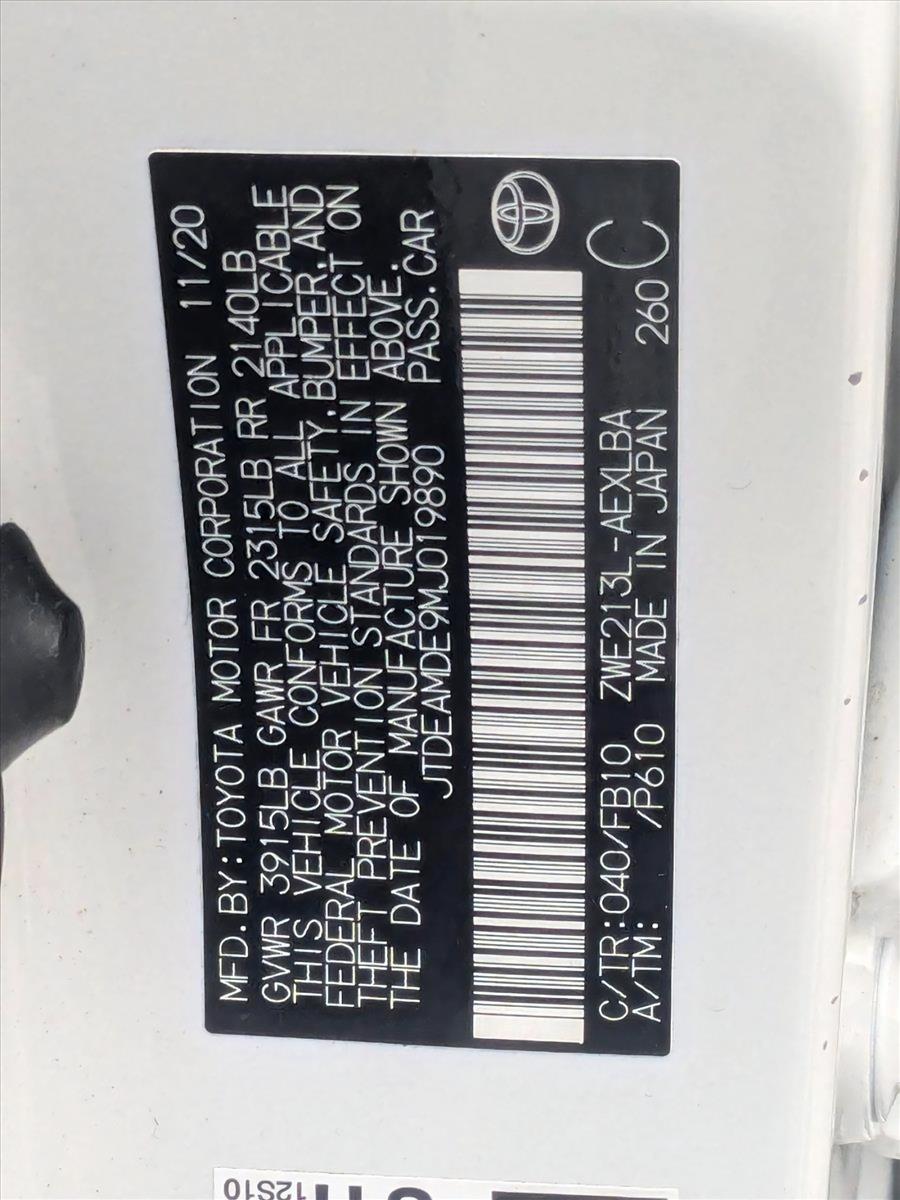 MFD.BY:TOYOTA MOTOR CORPORATION 11/20
GVWR 3915LB GAWR FR 2315LB RR 2140LB
THIS VEHICLE CONFORMS TO ALL APPLICABLE
FEDERAL MOTOR VEHICLE SAFETY,BUMPER,AND
THEFT PREVENTION STANDARDS IN EFFECT ON
THE DATE OF MANUFACTURE SHOWN ABOVE.
JTDEAMDE9MJ019890 PASS.CAR
C/TR:040/FB10 ZWE213L-AEXLBA
A/TM: /P610 MADE IN JAPAN 260 C
12S10